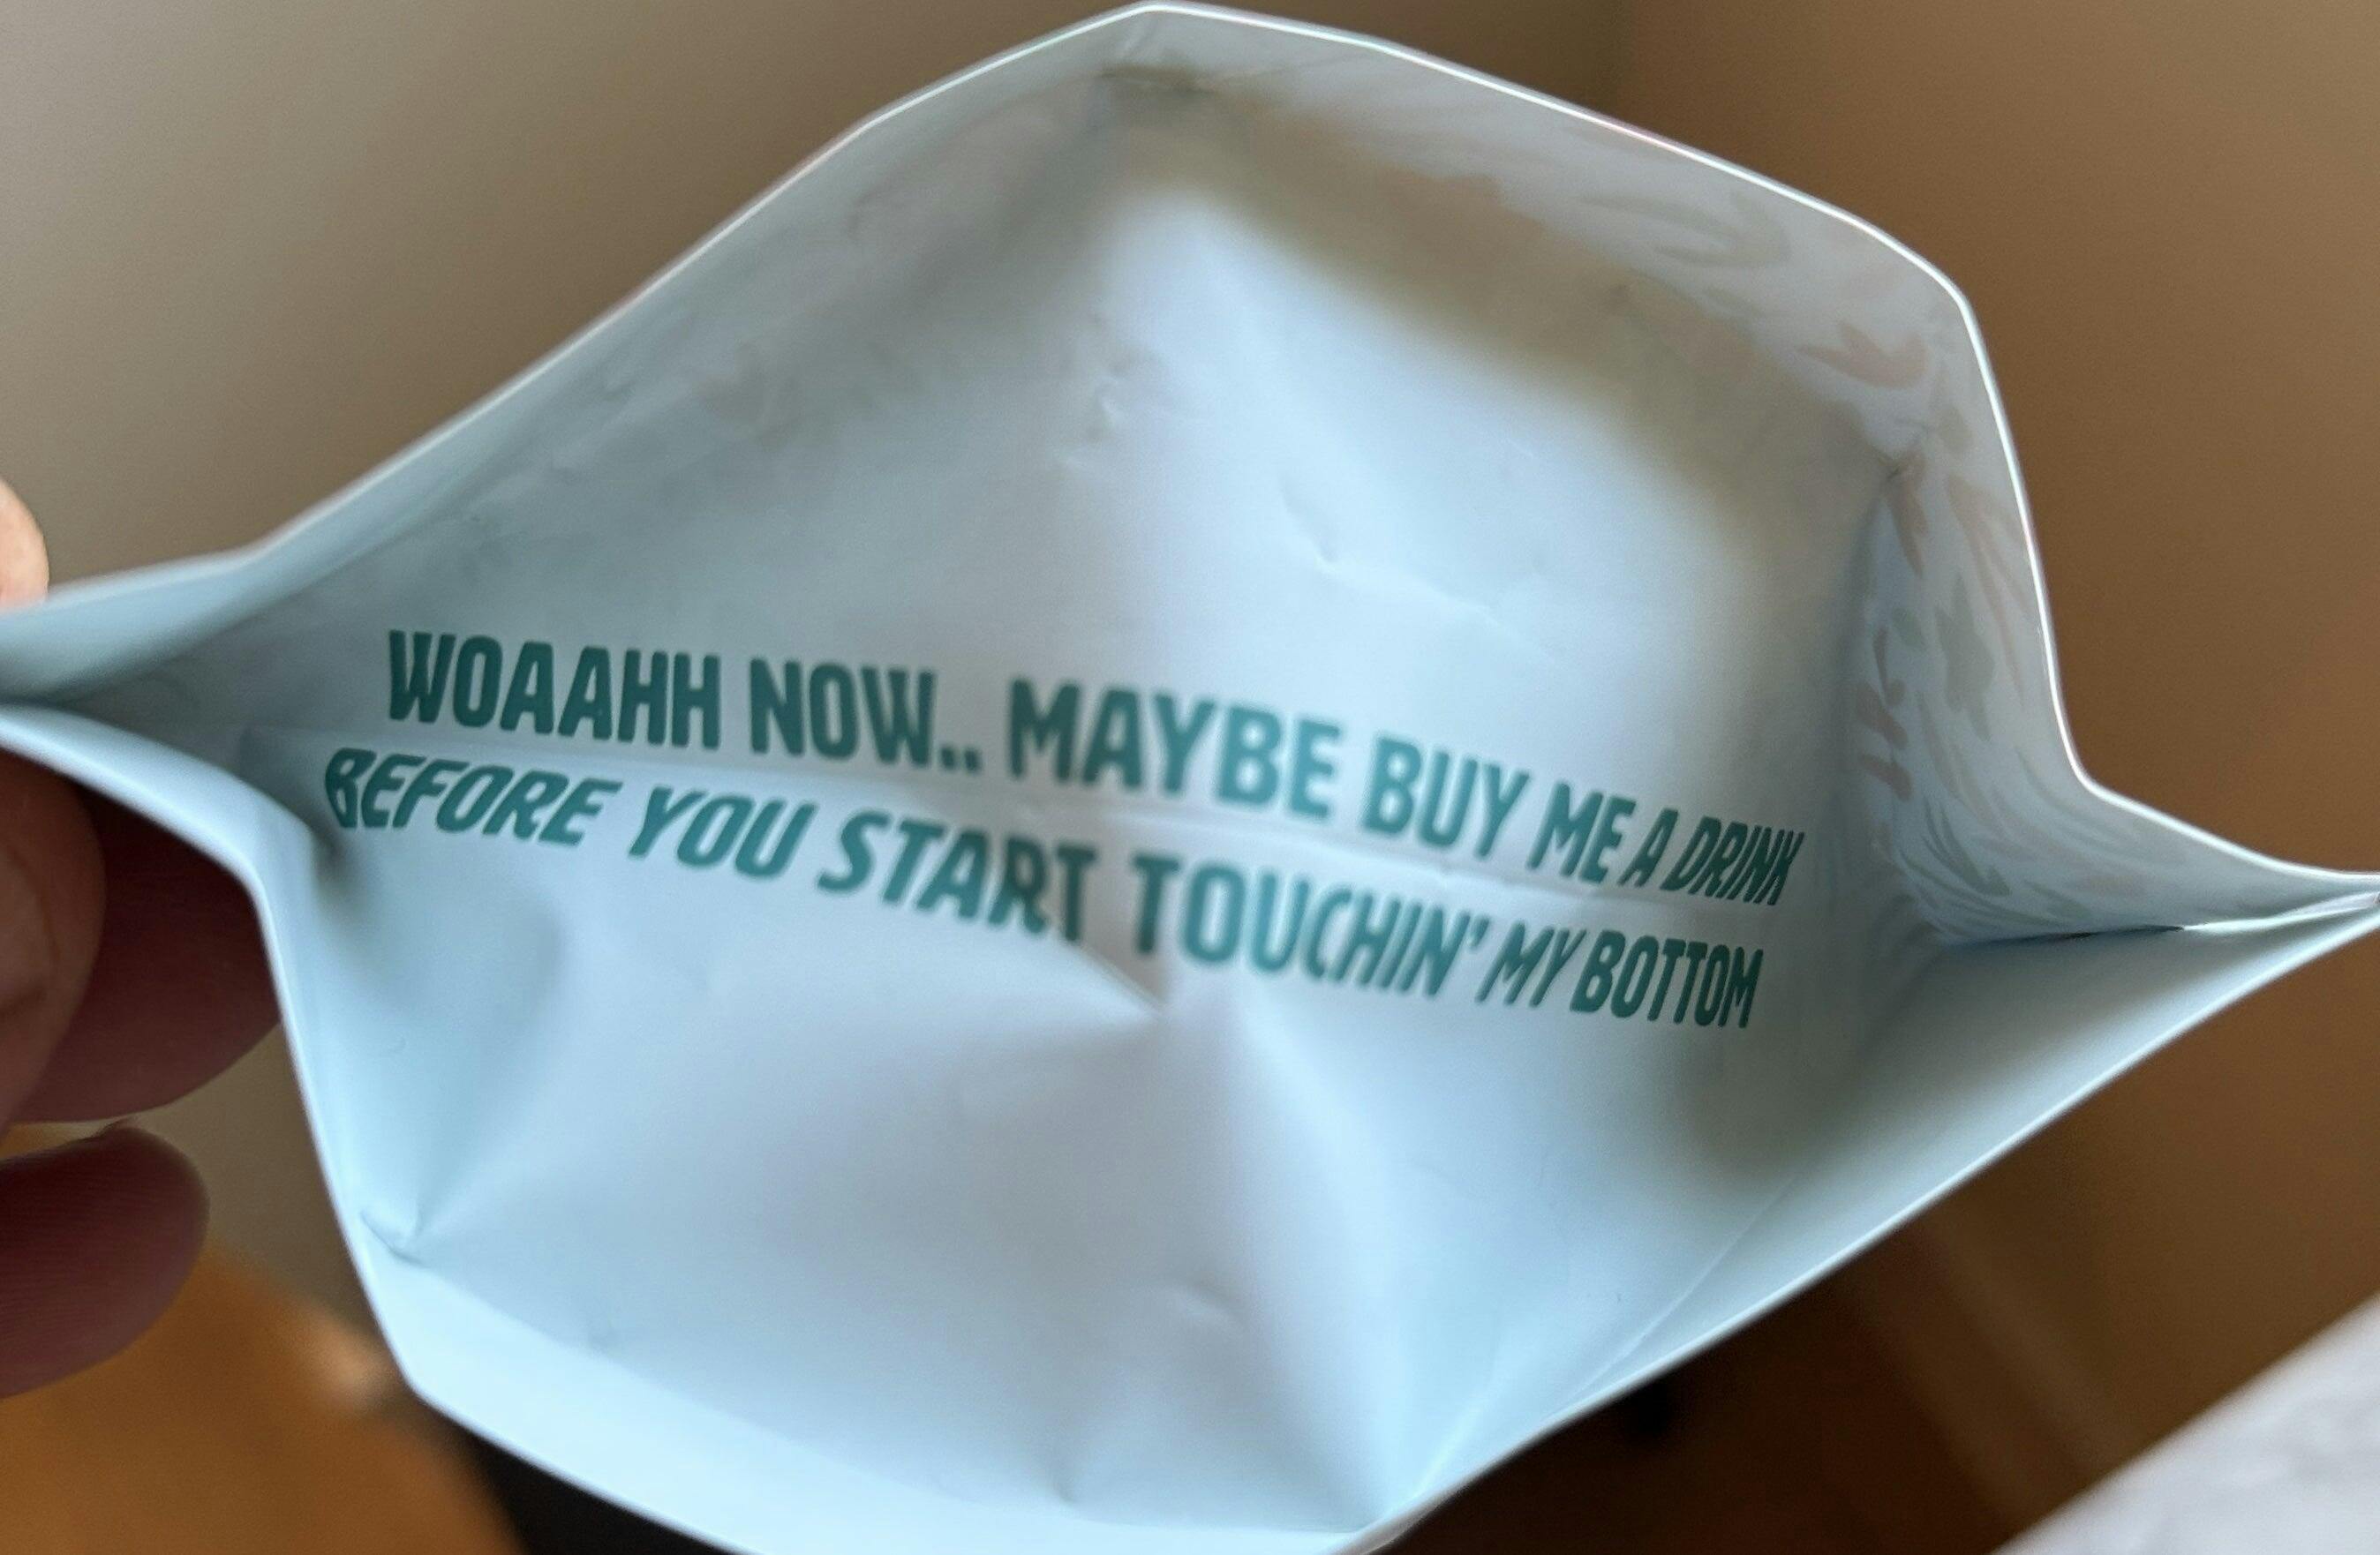 WOAAHH NOW.. MAYBE BUY ME A DRINK
BEFORE YOU START TOUCHIN' MY BOTTOM